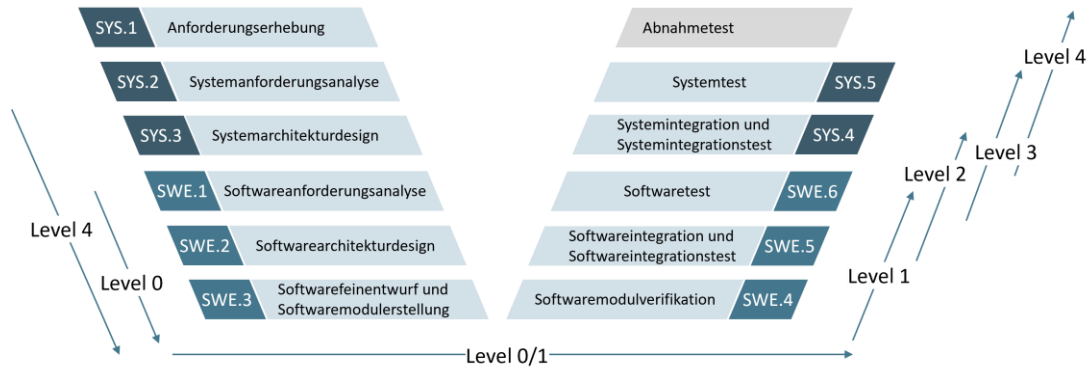 SYS.1 Anforderungserhebung
Abnahmetest
SYS.2 Systemanforderungsanalyse
Systemtest SYS.5
SYS.3 Systemarchitekturdesign
Systemintegration und
Systemintegrationstest
SYS.4
SWE.1 Softwareanforderungsanalyse
Softwaretest SWE.6
SWE.2 Softwarearchitekturdesign
Softwareintegration und
Softwareintegrationstest
SWE.5
SWE.3
Softwarefeinentwurf und
Softwaremodulerstellung
Softwaremodulverifikation SWE.4
Level 4
Level 0
Level 0/1
Level 1
Level 2
Level 3
Level 4